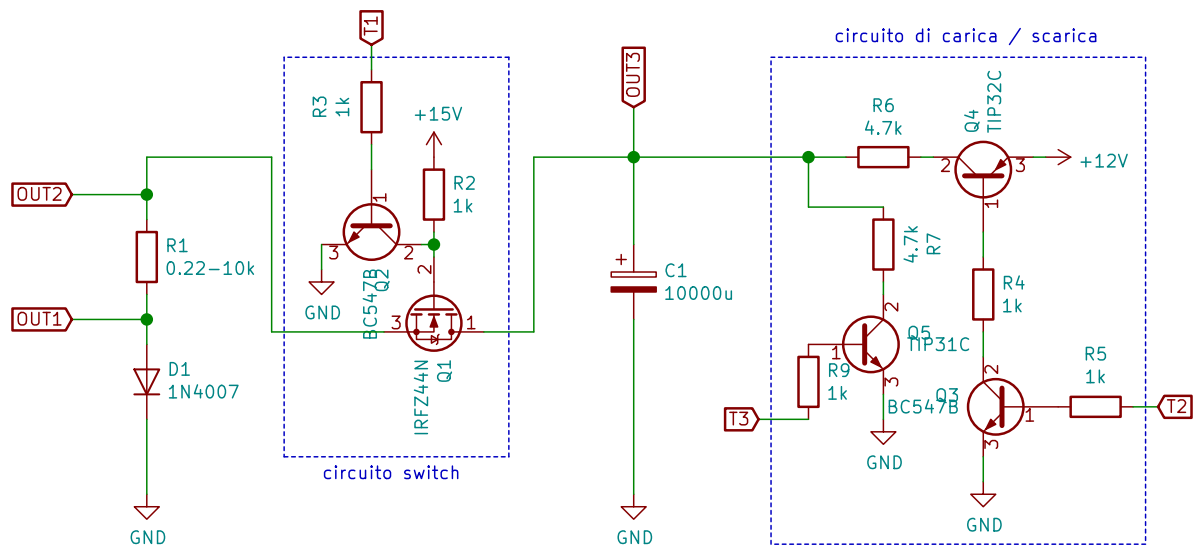 circuito di carica / scarica
T1
OUT3
R3
1k
+15V
R6
4.7k
Q4
TIP32C
2
3
+12V
1
OUT2
R2
1k
1
R1
0.22-10k
3
2
GND
BC547B
Q2
2
3
1
IRFZ44N
Q1
OUT1
D1
1N4007
GND
circuito switch
+
C1
10000u
GND
4.7k
R7
R4
1k
2
Q5
TIP31C
1
3
R9
1k
T3
GND
R5
1k
2
Q3
BC547B
1
3
T2
GND